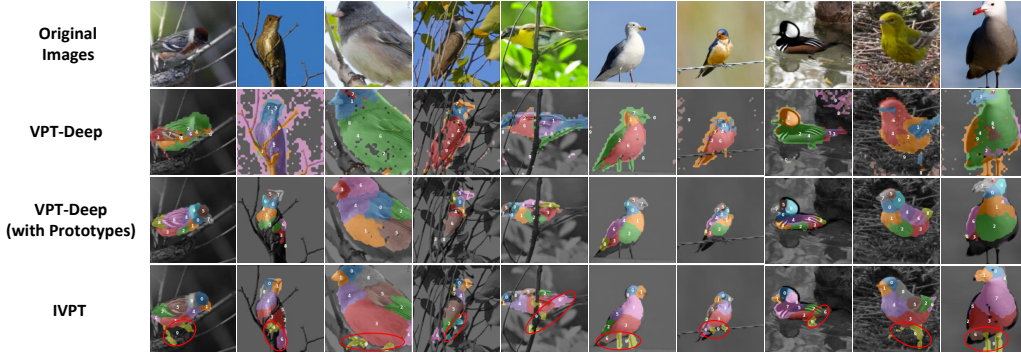 Original
Images
VPT-Deep
VPT-Deep
(with Prototypes)
IVPT